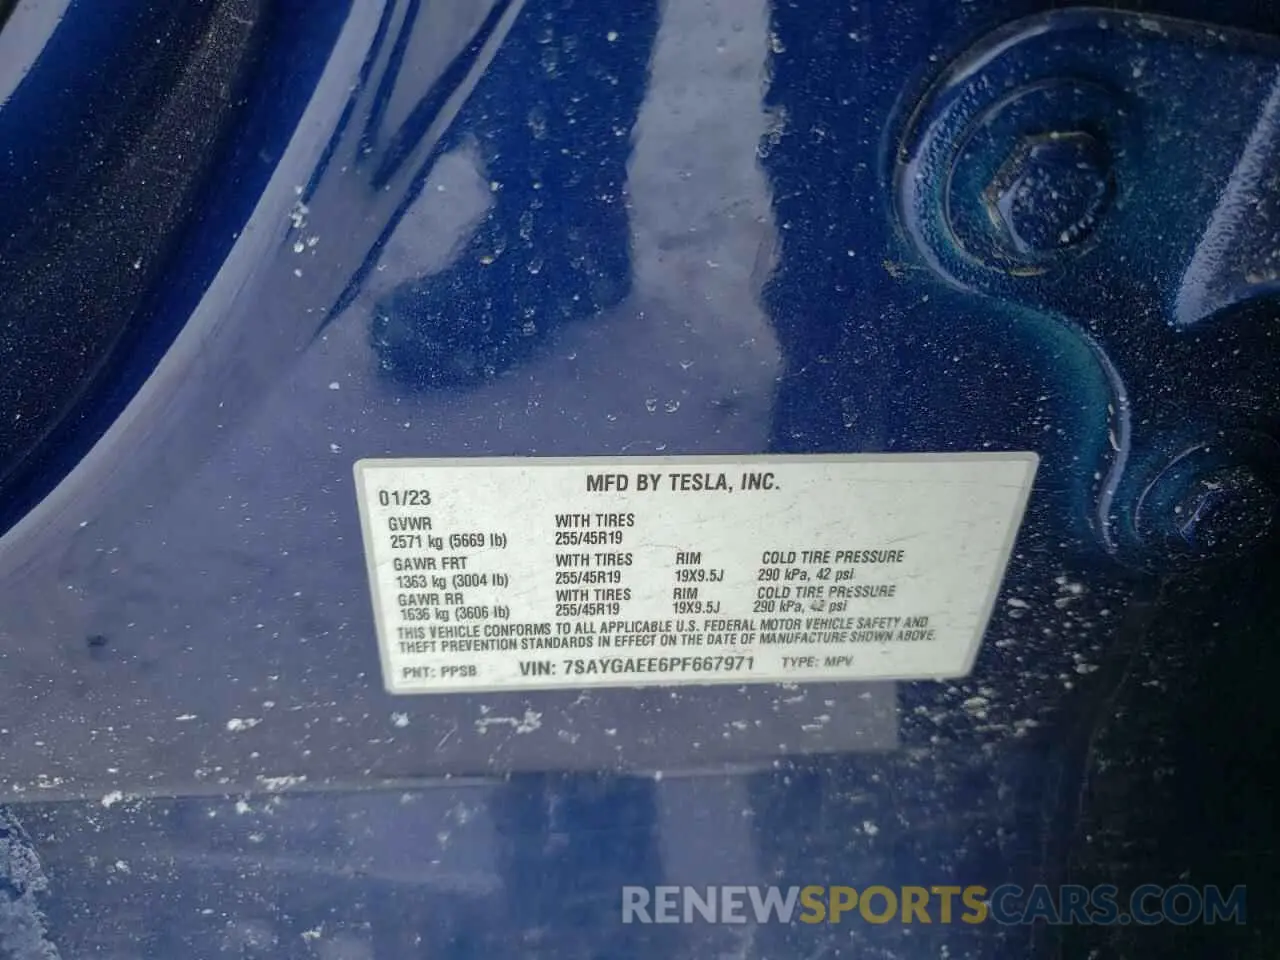 MFD BY TESLA, INC.
01/23
GVWR WITH TIRES
2571 kg (5669 lb) 255/45R19
GAWR FRT WITH TIRES RIM COLD TIRE PRESSURE
1363 kg (3004 lb) 255/45R19 19X9.5J 290 kPa, 42 psi
GAWR RR WITH TIRES RIM COLD TIRE PRESSURE
1636 kg (3606 lb) 255/45R19 19X9.5J 290 kPa, 42 psi
THIS VEHICLE CONFORMS TO ALL APPLICABLE U.S. FEDERAL MOTOR VEHICLE SAFETY AND
THEFT PREVENTION STANDARDS IN EFFECT ON THE DATE OF MANUFACTURE SHOWN ABOVE.
PNT: PPSB VIN: 7SAYGAEE6PF667971 TYPE: MPV
RENEWSPORTSCARS.COM